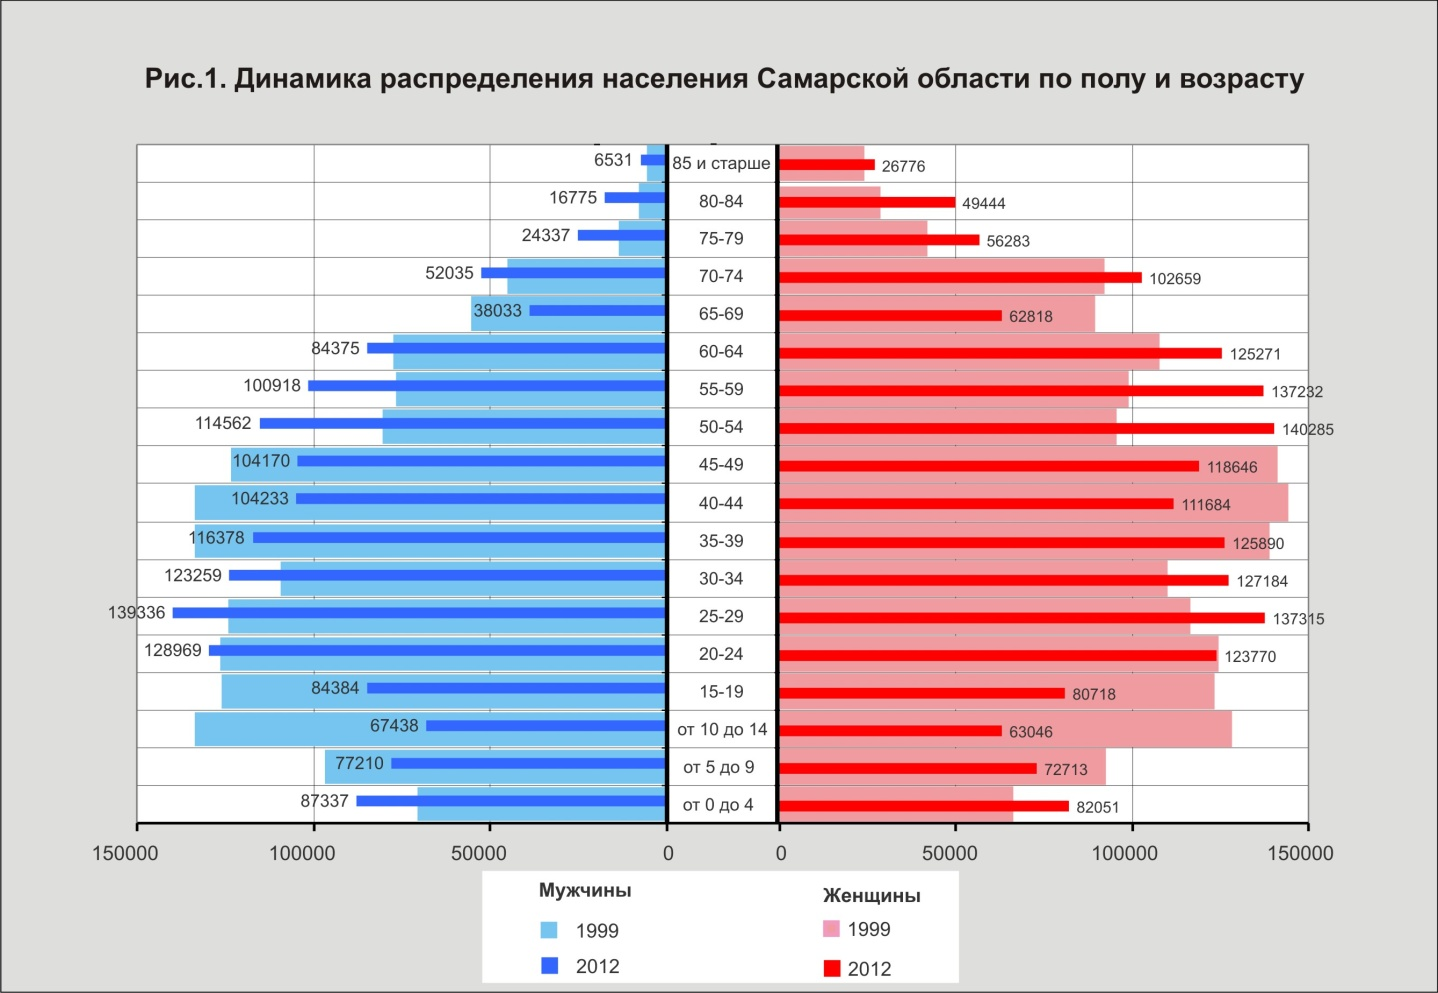 Рис.1. Динамика распределения населения Самарской области по полу и возрасту
6531 85 и старше 26776
16775 80-84 49444
24337 75-79 56283
52035 70-74 102659
38033 65-69 62818
84375 60-64 125271
100918 55-59 137232
114562 50-54 140285
104170 45-49 118646
104233 40-44 111684
116378 35-39 125890
123259 30-34 127184
139336 25-29 137315
128969 20-24 123770
84384 15-19 80718
67438 от 10 до 14 63046
77210 от 5 до 9 72713
87337 от 0 до 4 82051
150000 100000 50000 0 0 50000 100000 150000
Мужчины Женщины
1999 1999
2012 2012